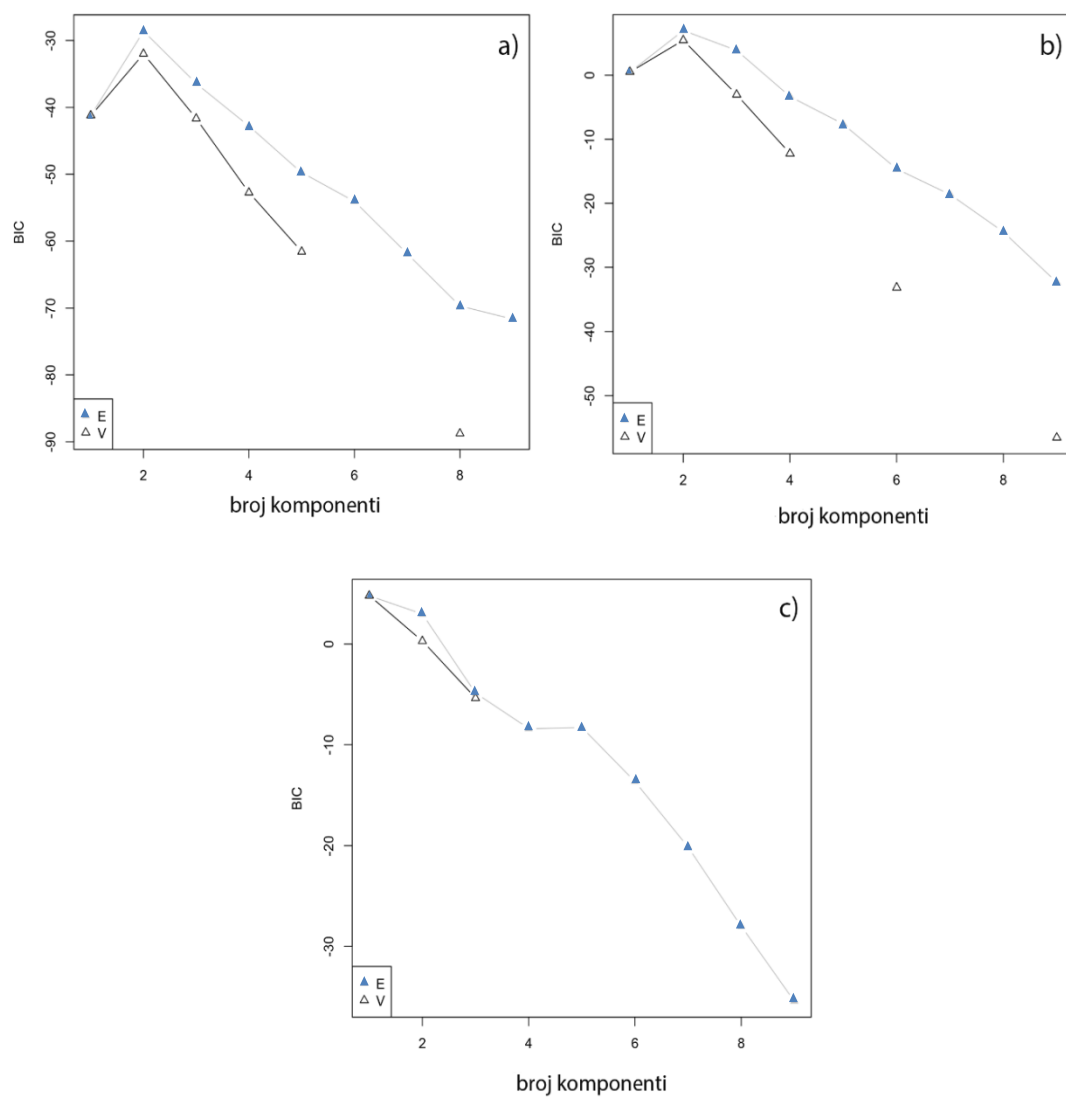 a)
BIC
-30
-40
-50
-60
-70
-80
-90
E
V
2 4 6 8
broj komponenti
b)
BIC
0
-10
-20
-30
-40
-50
E
V
2 4 6 8
broj komponenti
c)
BIC
0
-10
-20
-30
E
V
2 4 6 8
broj komponenti